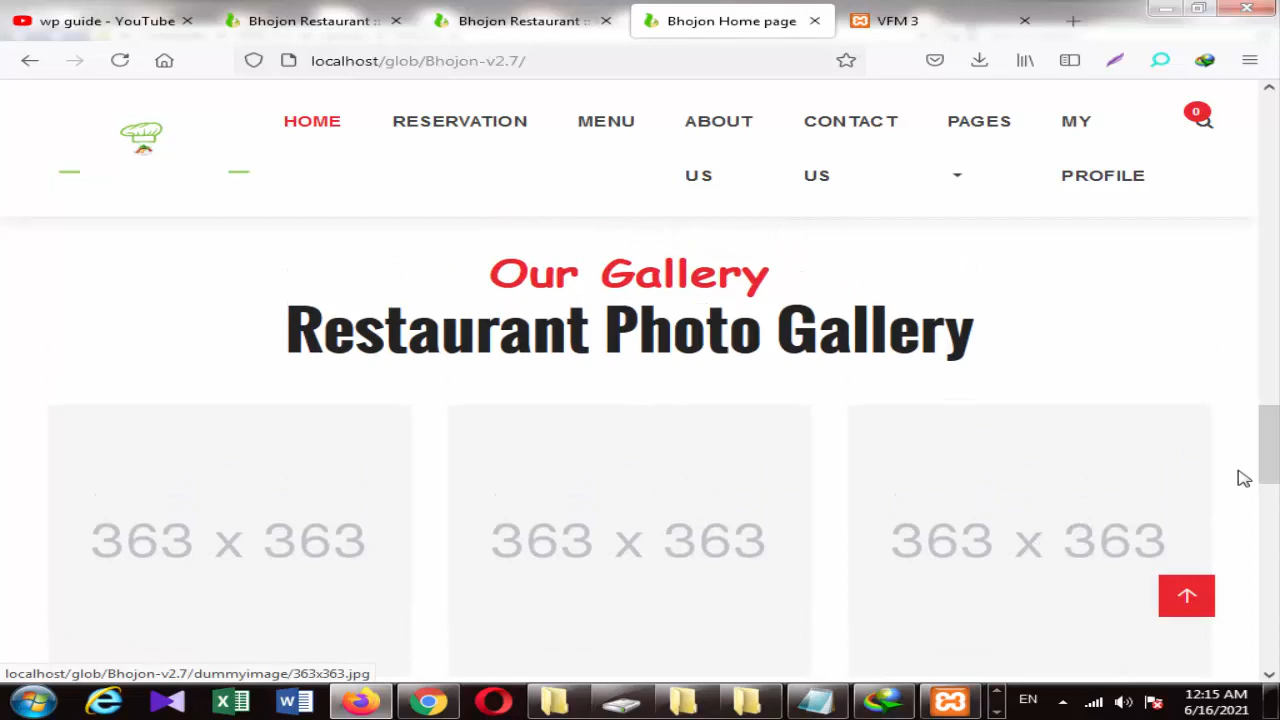 wp guide - YouTube
Bhojon Restaurant ::
Bhojon Restaurant ::
Bhojon Home page
VFM 3
localhost/glob/Bhojon-v2.7/
0
HOME
RESERVATION
MENU
ABOUT US
CONTACT US
PAGES
MY PROFILE
Our Gallery
Restaurant Photo Gallery
363 x 363
363 x 363
363 x 363
localhost/glob/Bhojon-v2.7/dummyimage/363x363.jpg
EN
12:15 AM
6/16/2021